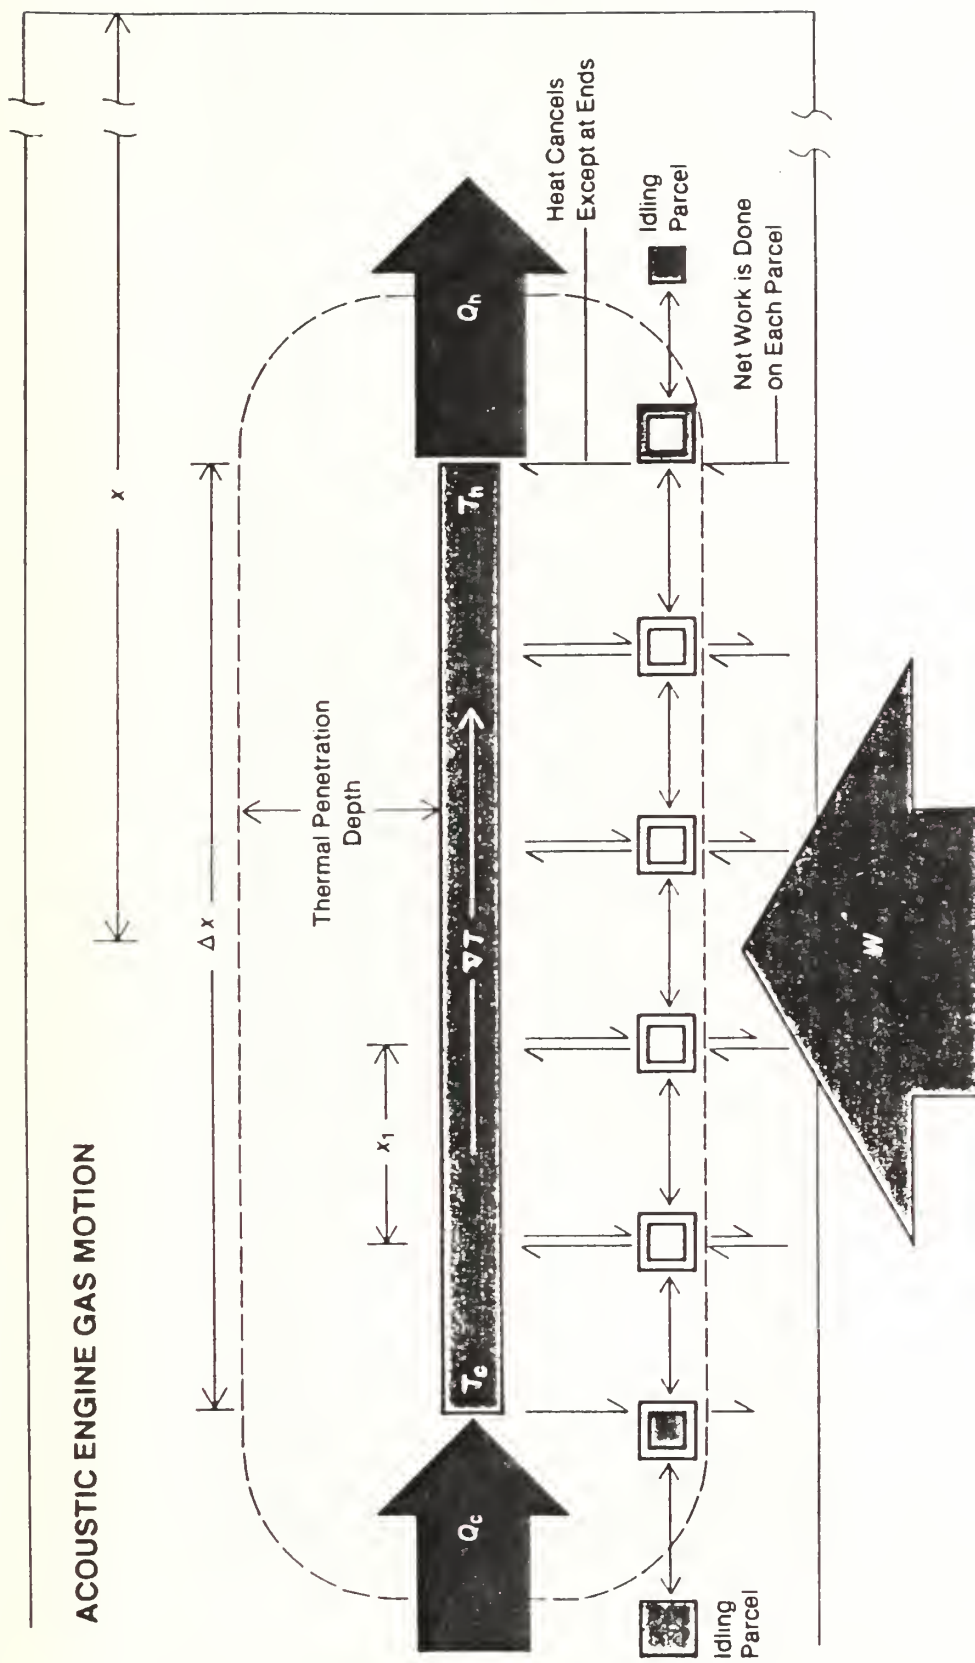 ACOUSTIC ENGINE GAS MOTION
x
Δx
Thermal Penetration
Depth
x₁
Qc
Tc
∇T
Th
Qh
Heat Cancels
Except at Ends
Idling
Parcel
Idling
Parcel
Net Work is Done
on Each Parcel
W